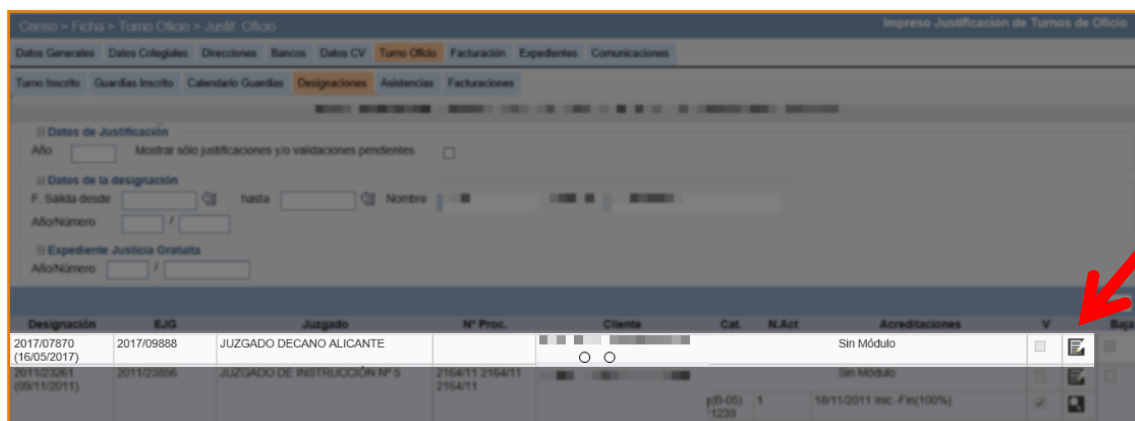 Censo > Ficha > Turno Oficio > Justif. Oficio
Impreso Justificación de Turnos de Oficio
Datos Generales Datos Colegiales Direcciones Bancos Datos CV Turno Oficio Facturación Expedientes Comunicaciones
Turno Inscrito Guardias Inscrito Calendario Guardias Designaciones Asistencias Facturaciones
Datos de Justificación
Año Mostrar sólo justificaciones y/o validaciones pendientes
Datos de la designación
F. Salida desde hasta Nombre
Año/Número /
Expediente Justicia Gratuita
Año/Número /
Designación EJG Juzgado Nº Proc. Cliente Cat. N.Act Acreditaciones V Baja
2017/07870 2017/09888 JUZGADO DECANO ALICANTE Sin Módulo
(16/05/2017)
2011/23261 2011/23856 JUZGADO DE INSTRUCCIÓN Nº 5 2164/11 2164/11 Sin Módulo
(09/11/2011) 2164/11
(B-05) 1 18/11/2011 Inic.-Fin(100%)
1239